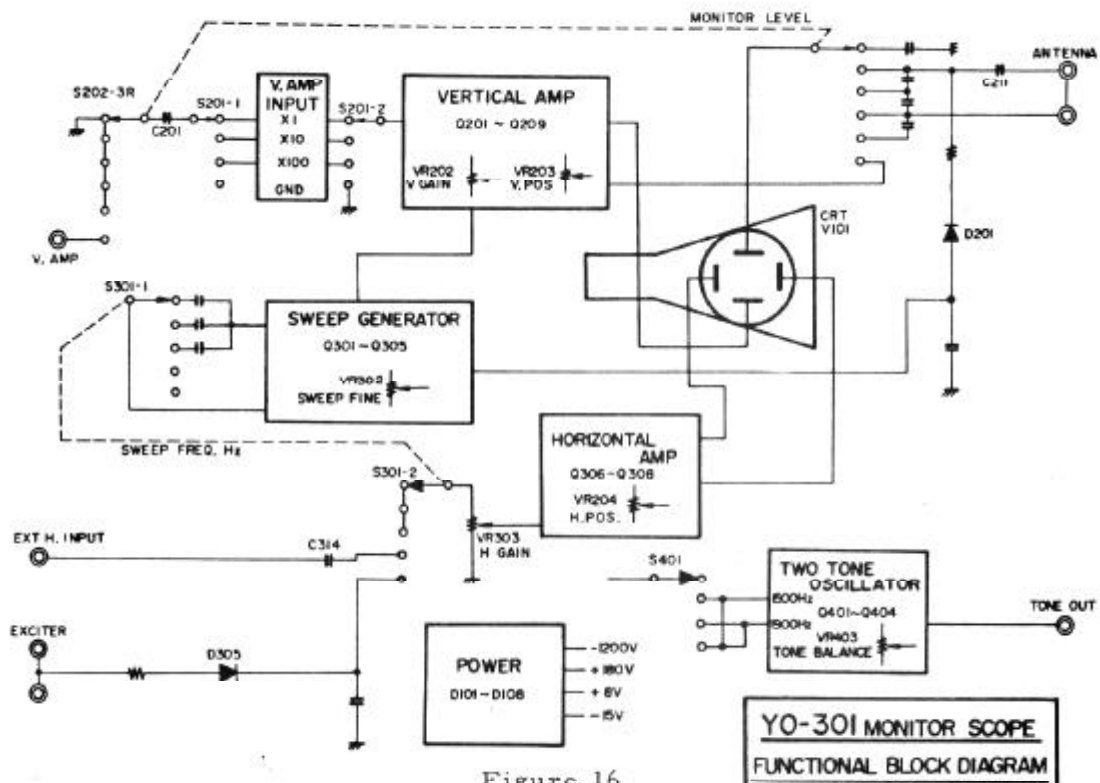 MONITOR LEVEL
ANTENNA
S202-3R
C201
S201-1
V. AMP
INPUT
X1
X10
X100
GND
S201-2
VERTICAL AMP
Q201 ~ Q209
VR202
V GAIN
VR203
V. POS
C211
CRT
V101
D201
V. AMP
S301-1
SWEEP GENERATOR
Q301~Q305
VR302
SWEEP FINE
SWEEP FREQ. Hz
S301-2
HORIZONTAL
AMP
Q306~Q308
VR204
H. POS.
VR303
H GAIN
EXT H. INPUT
C314
S401
TWO TONE
OSCILLATOR
1500Hz
Q401~Q404
1900Hz
VR403
TONE BALANCE
TONE OUT
EXCITER
D305
POWER
D101~D108
-1200V
+180V
+8V
-15V
YO-301 MONITOR SCOPE
FUNCTIONAL BLOCK DIAGRAM
Figure 16